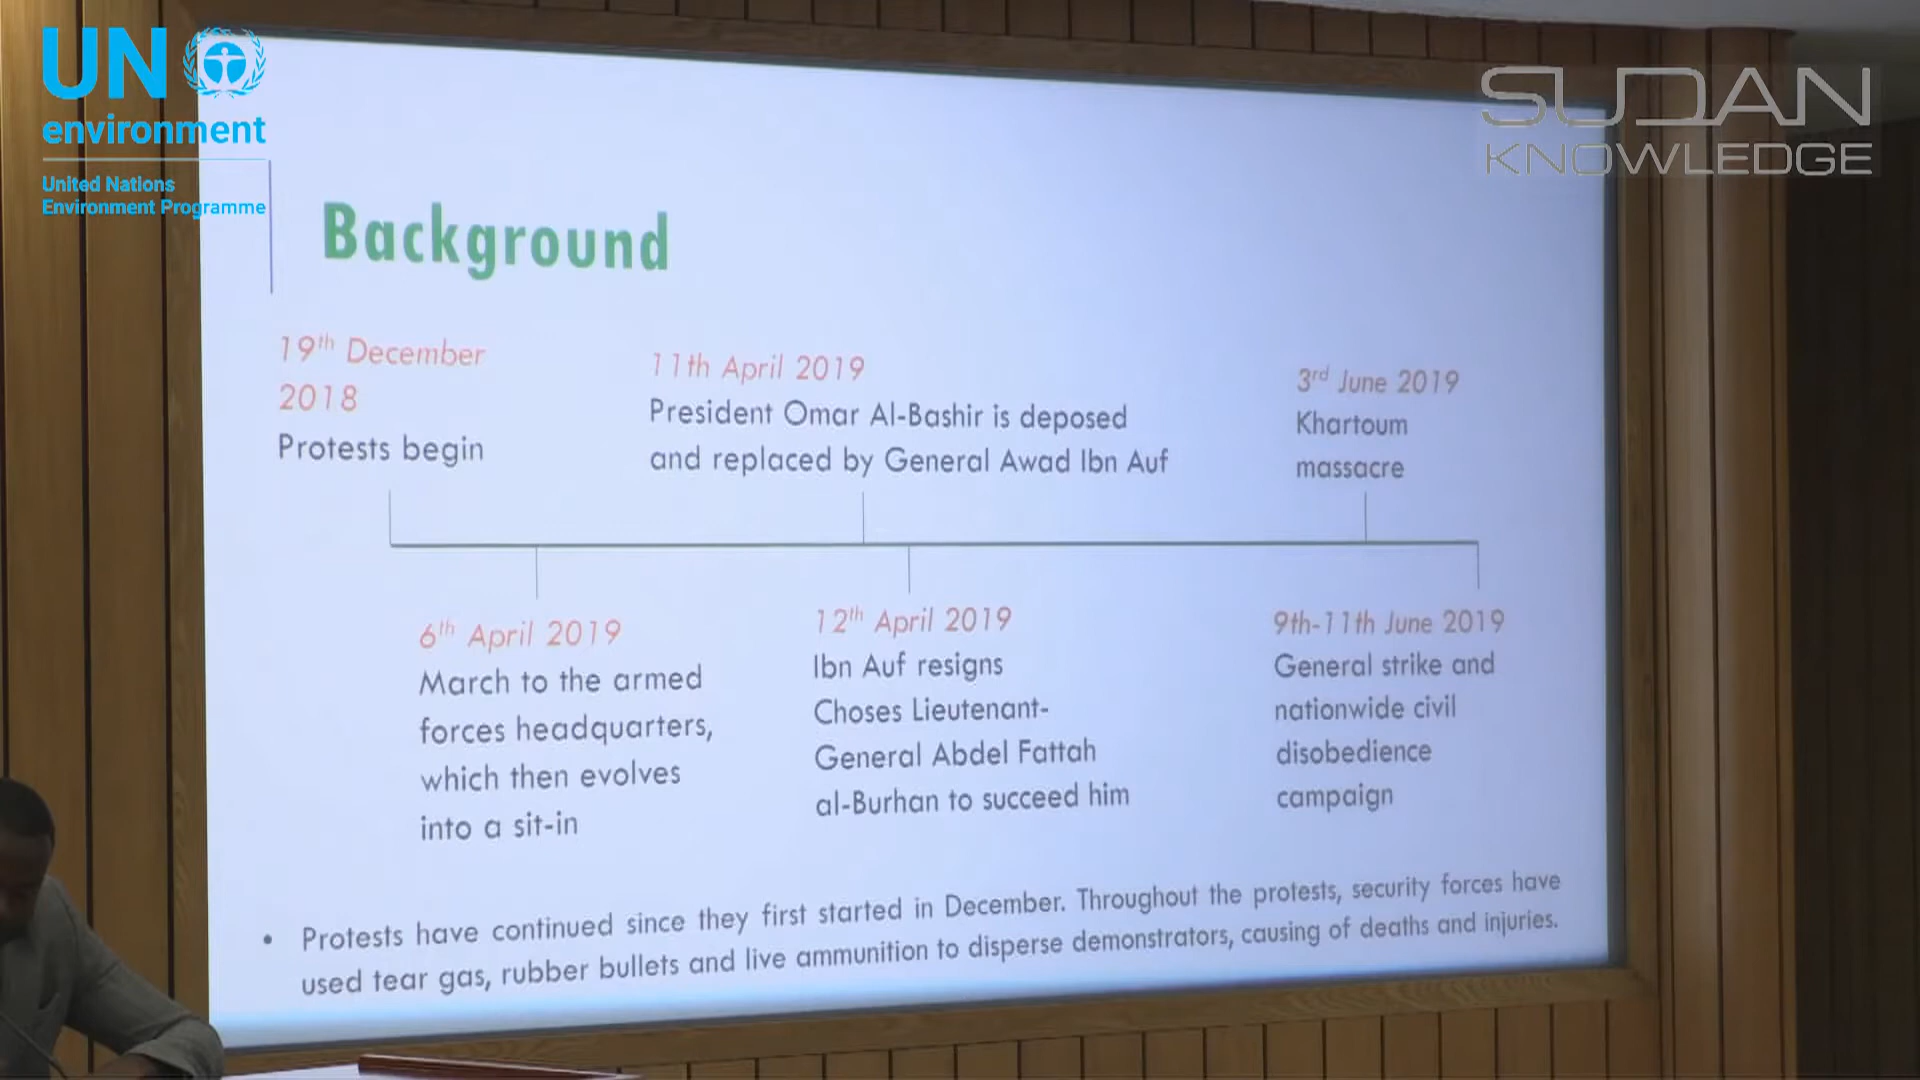 UN
environment
United Nations
Environment Programme
SUDAN
KNOWLEDGE
Background
19th December
2018
Protests begin
11th April 2019
President Omar Al-Bashir is deposed
and replaced by General Awad Ibn Auf
3rd June 2019
Khartoum
massacre
6th April 2019
March to the armed
forces headquarters,
which then evolves
into a sit-in
12th April 2019
Ibn Auf resigns
Choses Lieutenant-
General Abdel Fattah
al-Burhan to succeed him
9th-11th June 2019
General strike and
nationwide civil
disobedience
campaign
• Protests have continued since they first started in December. Throughout the protests, security forces have
used tear gas, rubber bullets and live ammunition to disperse demonstrators, causing of deaths and injuries.